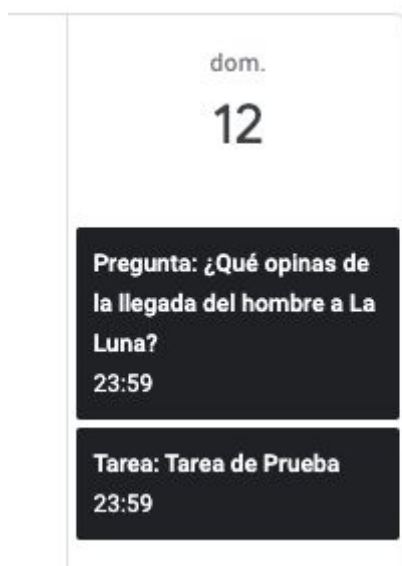 dom.
12
Pregunta: ¿Qué opinas de
la llegada del hombre a La
Luna?
23:59
Tarea: Tarea de Prueba
23:59